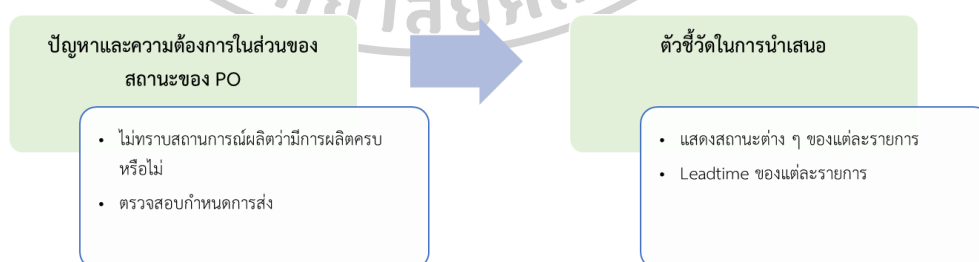 ปัญหาและความต้องการในส่วนของ
สถานะของ PO
• ไม่ทราบสถานการณ์ผลิตว่ามีการผลิตครบ
หรือไม่
• ตรวจสอบกำหนดการส่ง
ตัวชี้วัดในการนำเสนอ
• แสดงสถานะต่าง ๆ ของแต่ละรายการ
• Leadtime ของแต่ละรายการ